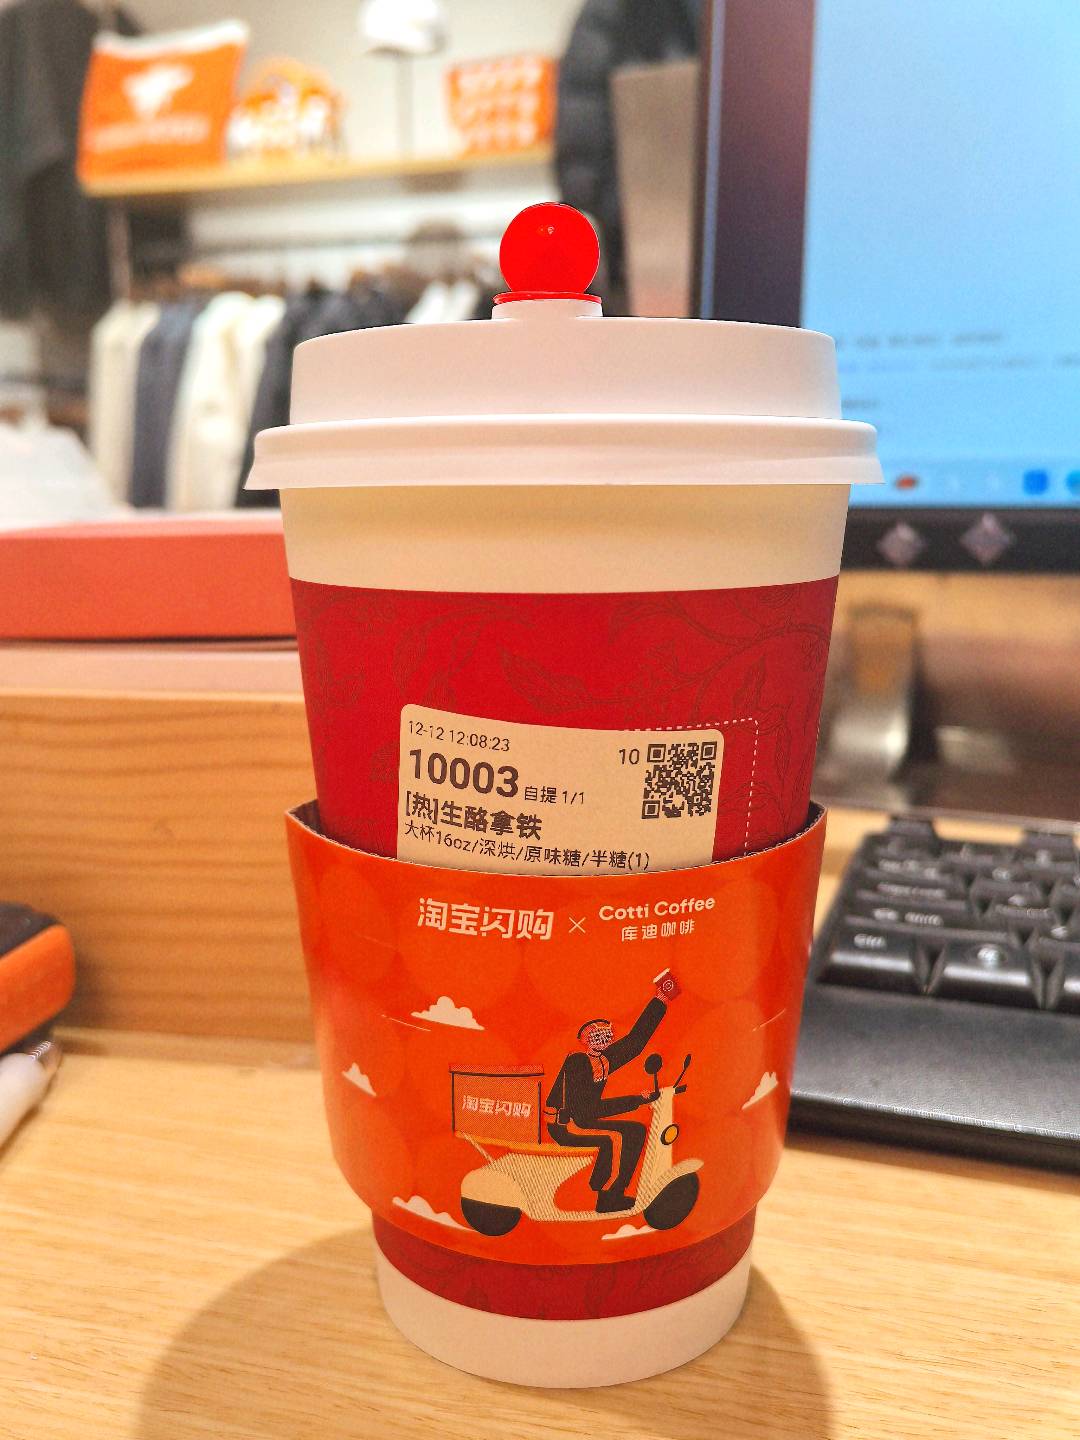 12-12 12:08:23
10003 自提 1/1
10
[热]生酪拿铁
大杯16oz/深烘/原味糖/半糖(1)
淘宝闪购 × Cotti Coffee
库迪咖啡
淘宝闪购
Ctrl